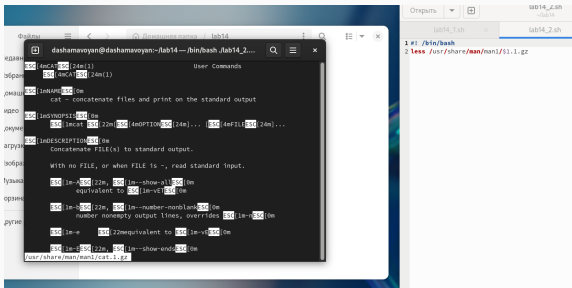 Файлы
Домашняя папка / lab14
Открыть
lab14_2.sh
~/lab14
lab14_1.sh
lab14_2.sh
1 #! /bin/bash
2 less /usr/share/man/man1/$1.1.gz
dashamavoyan@dashamavoyan:~/lab14 — /bin/bash ./lab14_2....
ESC[4mCATESC[24m(1) User Commands
ESC[4mCATESC[24m(1)
ESC[1mNAMEESC[0m
cat - concatenate files and print on the standard output
ESC[1mSYNOPSISESC[0m
ESC[1mcat ESC[22m[ESC[4mOPTIONESC[24m]... [ESC[4mFILEESC[24m]...
ESC[1mDESCRIPTIONESC[0m
Concatenate FILE(s) to standard output.
With no FILE, or when FILE is -, read standard input.
ESC[1m-AESC[22m, ESC[1m--show-allESC[0m
equivalent to ESC[1m-vETESC[0m
ESC[1m-bESC[22m, ESC[1m--number-nonblankESC[0m
number nonempty output lines, overrides ESC[1m-nESC[0m
ESC[1m-e ESC[22mequivalent to ESC[1m-vEESC[0m
ESC[1m-EESC[22m, ESC[1m--show-endsESC[0m
/usr/share/man/man1/cat.1.gz